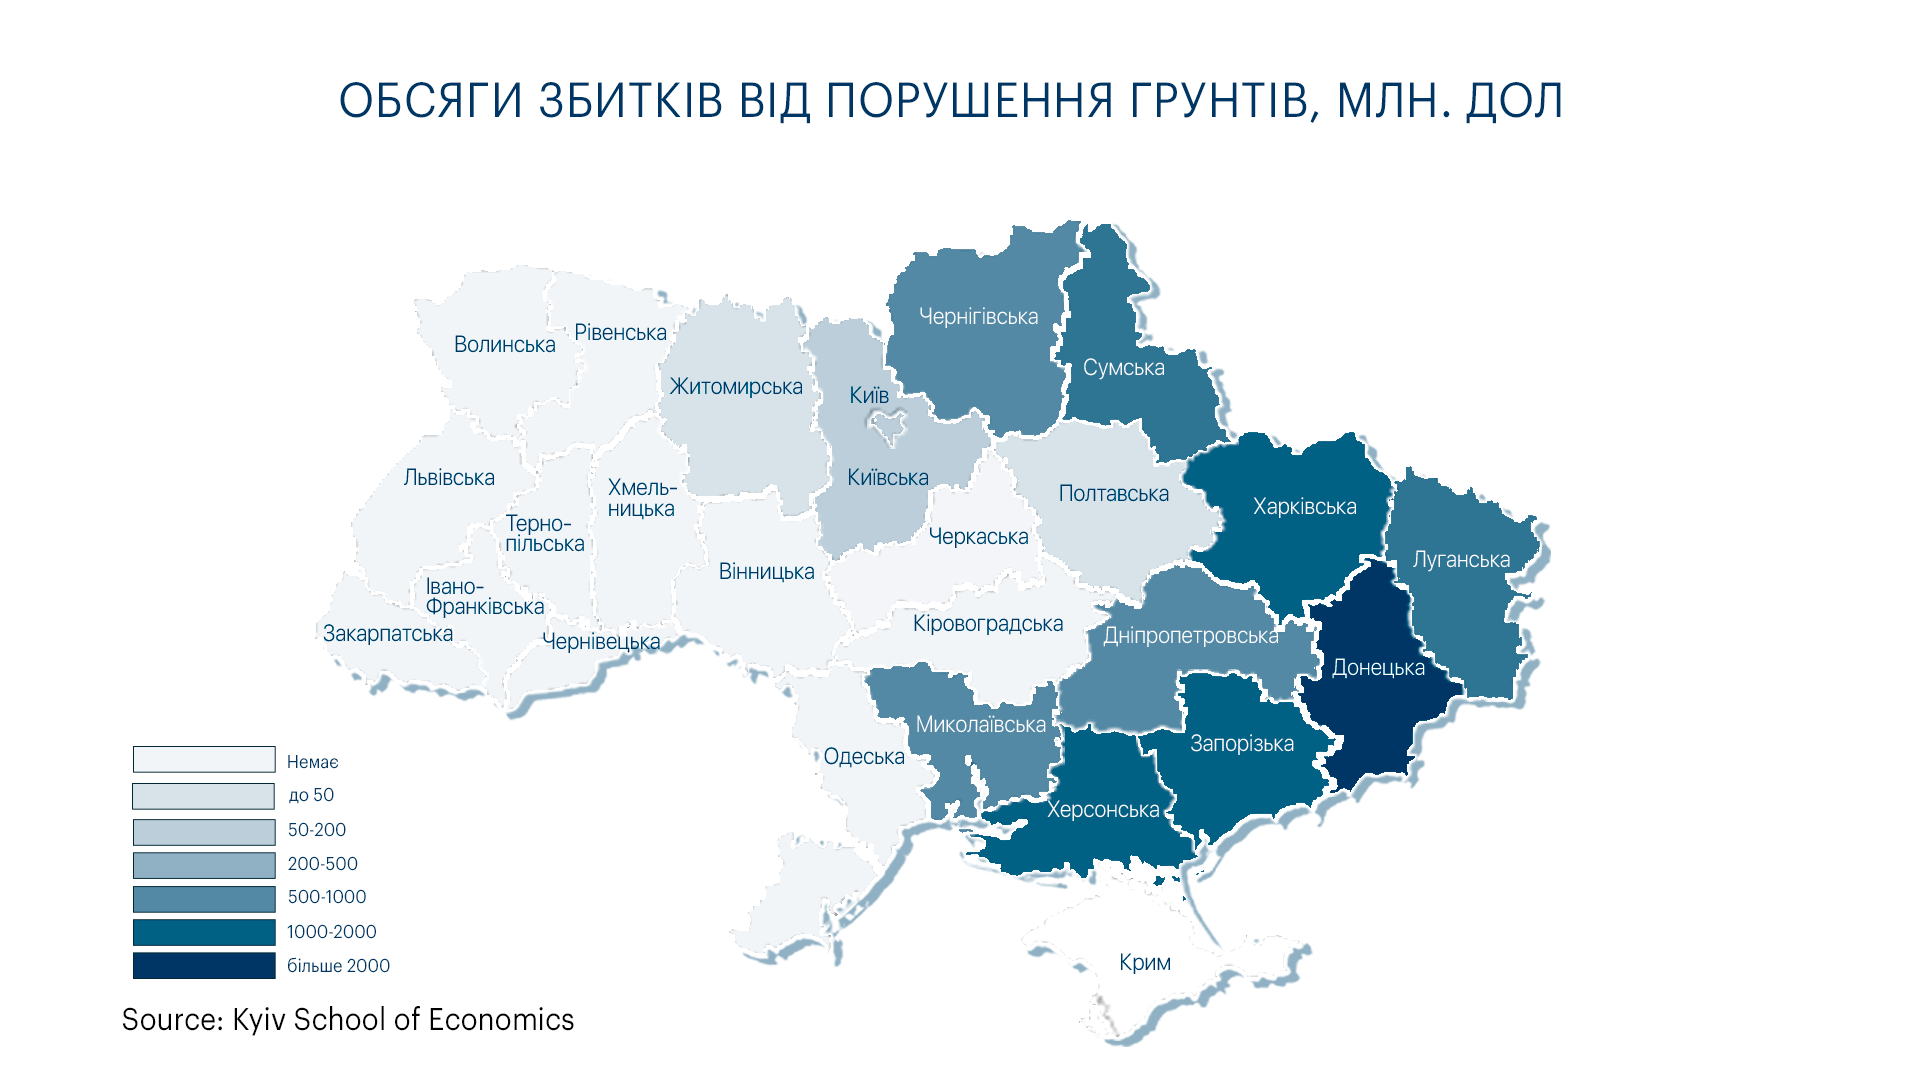 ОБСЯГИ ЗБИТКІВ ВІД ПОРУШЕННЯ ГРУНТІВ, МЛН. ДОЛ
Чернігівська
Сумська
Рівенська
Волинська
Житомирська
Київ
Львівська
Київська
Хмель-
ницька
Полтавська
Харківська
Терно-
пільська
Черкаська
Луганська
Вінницька
Івано-
Франківська
Кіровоградська
Закарпатська
Чернівецька
Дніпропетровська
Донецька
Миколаївська
Запорізька
Одеська
Херсонська
Крим
Немає
до 50
50-200
200-500
500-1000
1000-2000
більше 2000
Source: Kyiv School of Economics